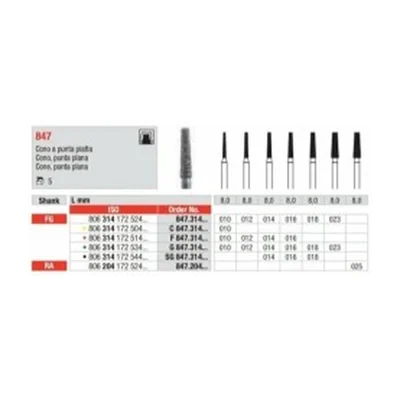 847
Cono a punta piatta
Cono, punta plana
Cone, ponta plana
5
Shank L mm 8,0 8,0 8,0 8,0 8,0 8,0 8,0
ISO Order No.
FG 806 314 172 524... 847.314... 010 012 014 016 018 023
806 314 172 504... C 847.314... 010
806 314 172 514... F 847.314... 010 012 014 016
806 314 172 534... G 847.314... 010 012 014 016 018 023
806 314 172 544... SG 847.314... 014 016 018
RA 806 204 172 524... 847.204... 025